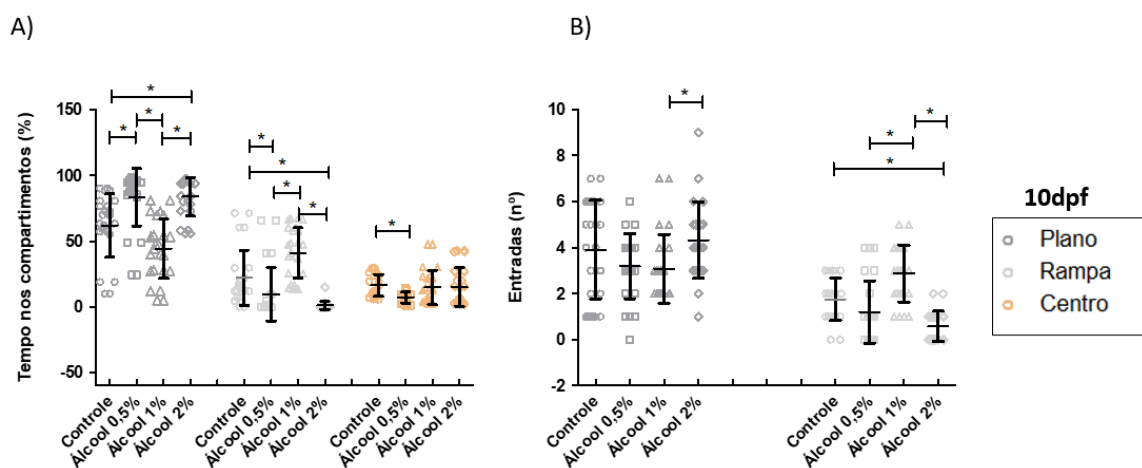 A)
B)
Tempo nos compartimentos (%)
150
100
50
0
-50
* * * *
* * * *
*
Controle
Álcool 0,5%
Álcool 1%
Álcool 2%
Controle
Álcool 0,5%
Álcool 1%
Álcool 2%
Controle
Álcool 0,5%
Álcool 1%
Álcool 2%
Entradas (nº)
10
8
6
4
2
0
-2
*
* * *
Controle
Álcool 0,5%
Álcool 1%
Álcool 2%
Controle
Álcool 0,5%
Álcool 1%
Álcool 2%
10dpf
Plano
Rampa
Centro